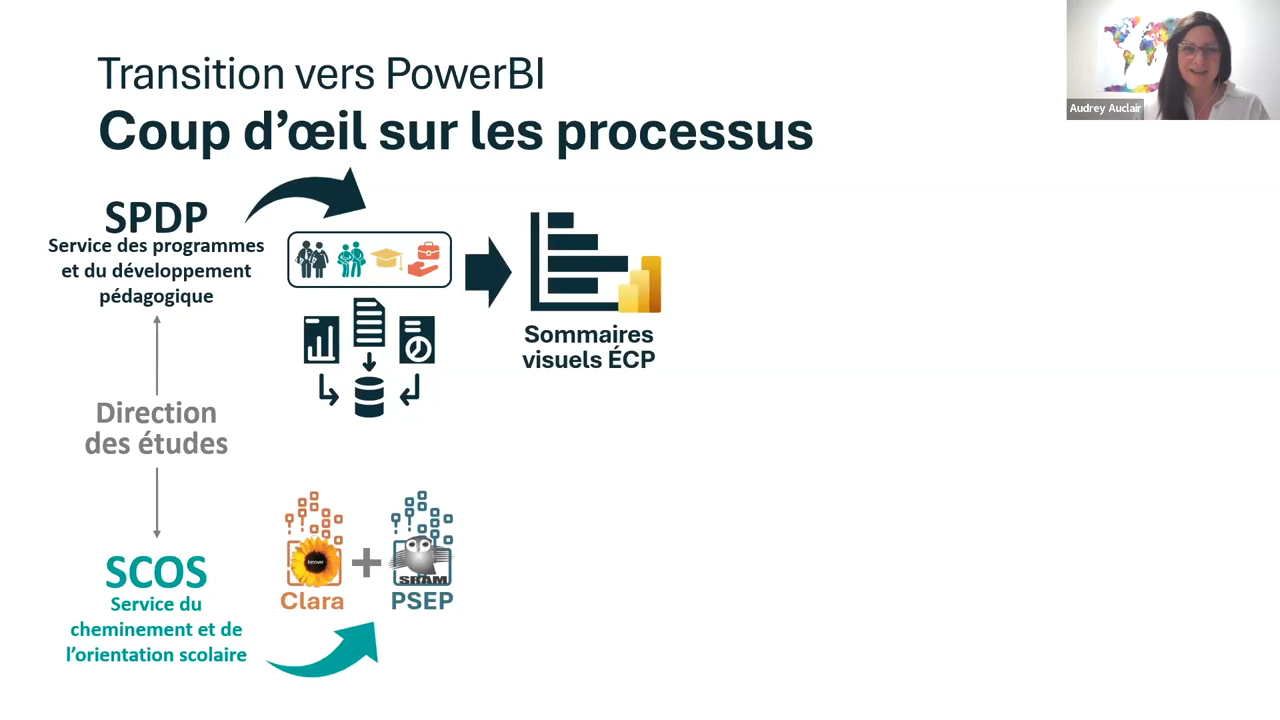 Transition vers PowerBI
Coup d'œil sur les processus
Audrey Auclair
SPDP
Service des programmes
et du développement
pédagogique
Sommaires
visuels ÉCP
Direction
des études
SCOS
Service du
cheminement et de
l'orientation scolaire
Innover
Clara
+
SRAM
PSEP